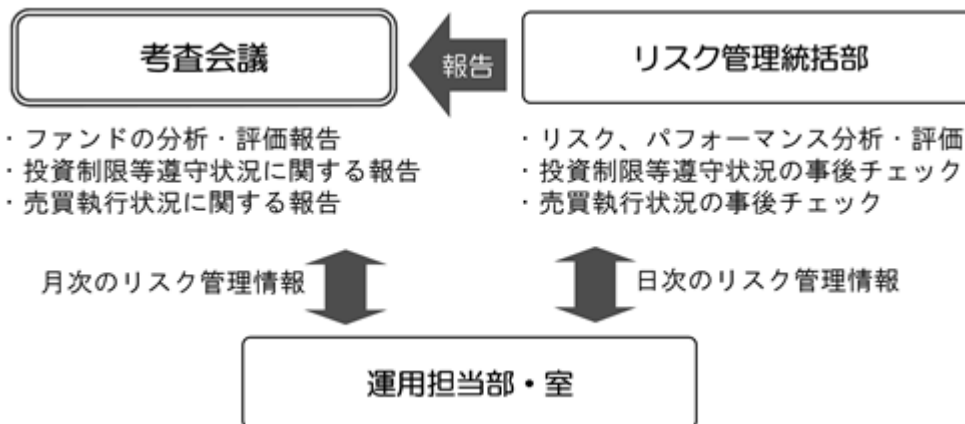 考査会議
報告
リスク管理統括部
・ファンドの分析・評価報告
・投資制限等遵守状況に関する報告
・売買執行状況に関する報告
・リスク、パフォーマンス分析・評価
・投資制限等遵守状況の事後チェック
・売買執行状況の事後チェック
月次のリスク管理情報
日次のリスク管理情報
運用担当部・室